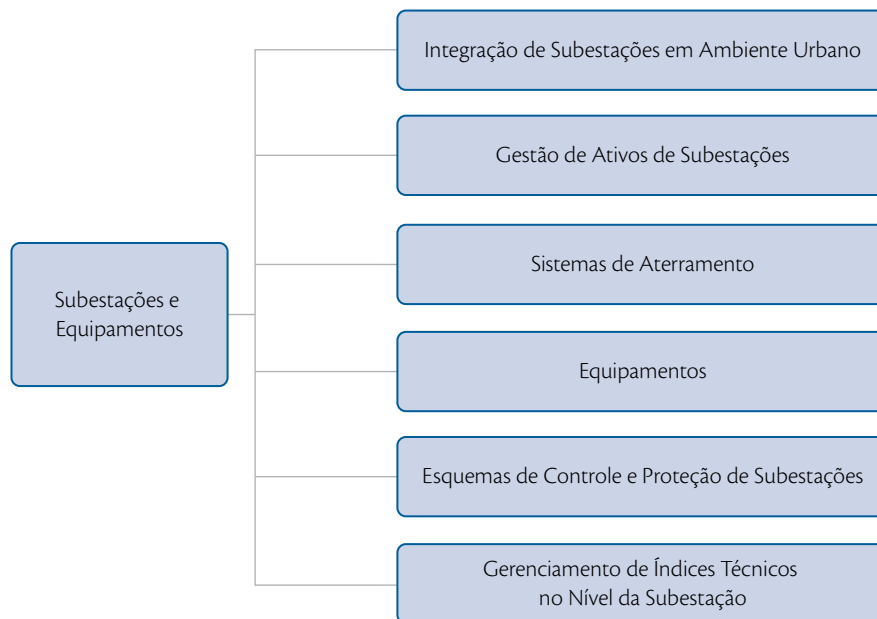 Integração de Subestações em Ambiente Urbano
Gestão de Ativos de Subestações
Sistemas de Aterramento
Subestações e
Equipamentos
Equipamentos
Esquemas de Controle e Proteção de Subestações
Gerenciamento de Índices Técnicos
no Nível da Subestação